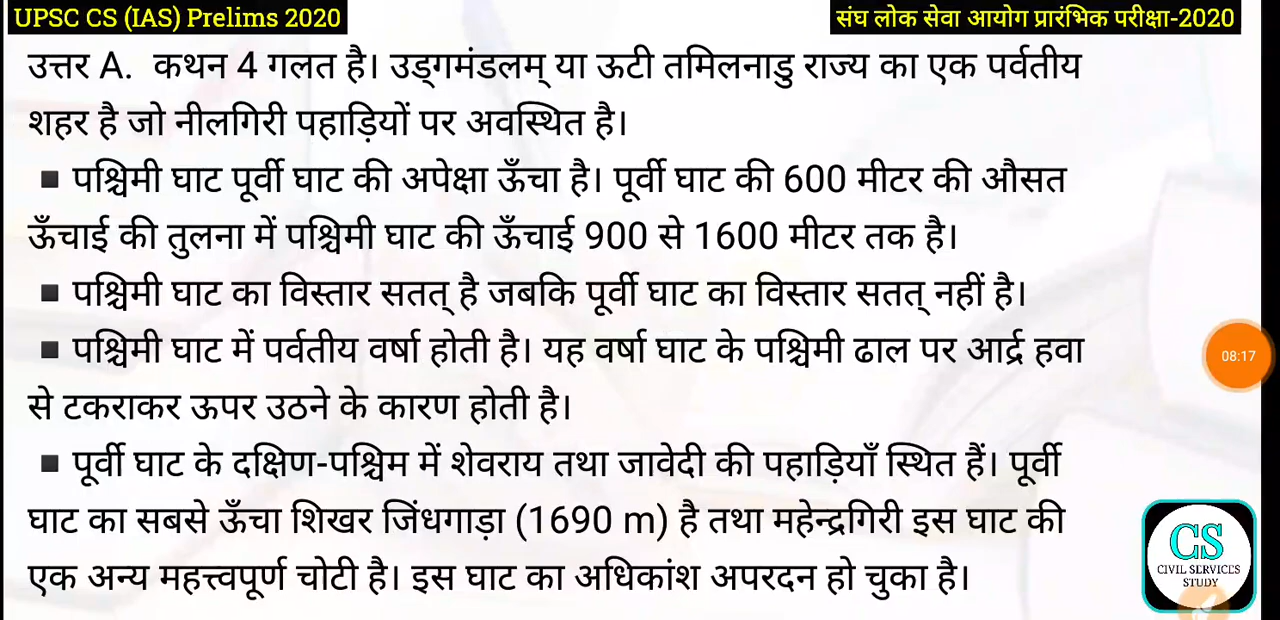 UPSC CS (IAS) Prelims 2020
संघ लोक सेवा आयोग प्रारंभिक परीक्षा-2020
उत्तर A. कथन 4 गलत है। उड्गमंडलम् या ऊटी तमिलनाडु राज्य का एक पर्वतीय
शहर है जो नीलगिरी पहाड़ियों पर अवस्थित है।
▪ पश्चिमी घाट पूर्वी घाट की अपेक्षा ऊँचा है। पूर्वी घाट की 600 मीटर की औसत
ऊँचाई की तुलना में पश्चिमी घाट की ऊँचाई 900 से 1600 मीटर तक है।
▪ पश्चिमी घाट का विस्तार सतत् है जबकि पूर्वी घाट का विस्तार सतत् नहीं है।
▪ पश्चिमी घाट में पर्वतीय वर्षा होती है। यह वर्षा घाट के पश्चिमी ढाल पर आर्द्र हवा
से टकराकर ऊपर उठने के कारण होती है।
▪ पूर्वी घाट के दक्षिण-पश्चिम में शेवराय तथा जावेदी की पहाड़ियाँ स्थित हैं। पूर्वी
घाट का सबसे ऊँचा शिखर जिंधगाड़ा (1690 m) है तथा महेन्द्रगिरी इस घाट की
एक अन्य महत्त्वपूर्ण चोटी है। इस घाट का अधिकांश अपरदन हो चुका है।
08:17
CS
CIVIL SERVICES
STUDY